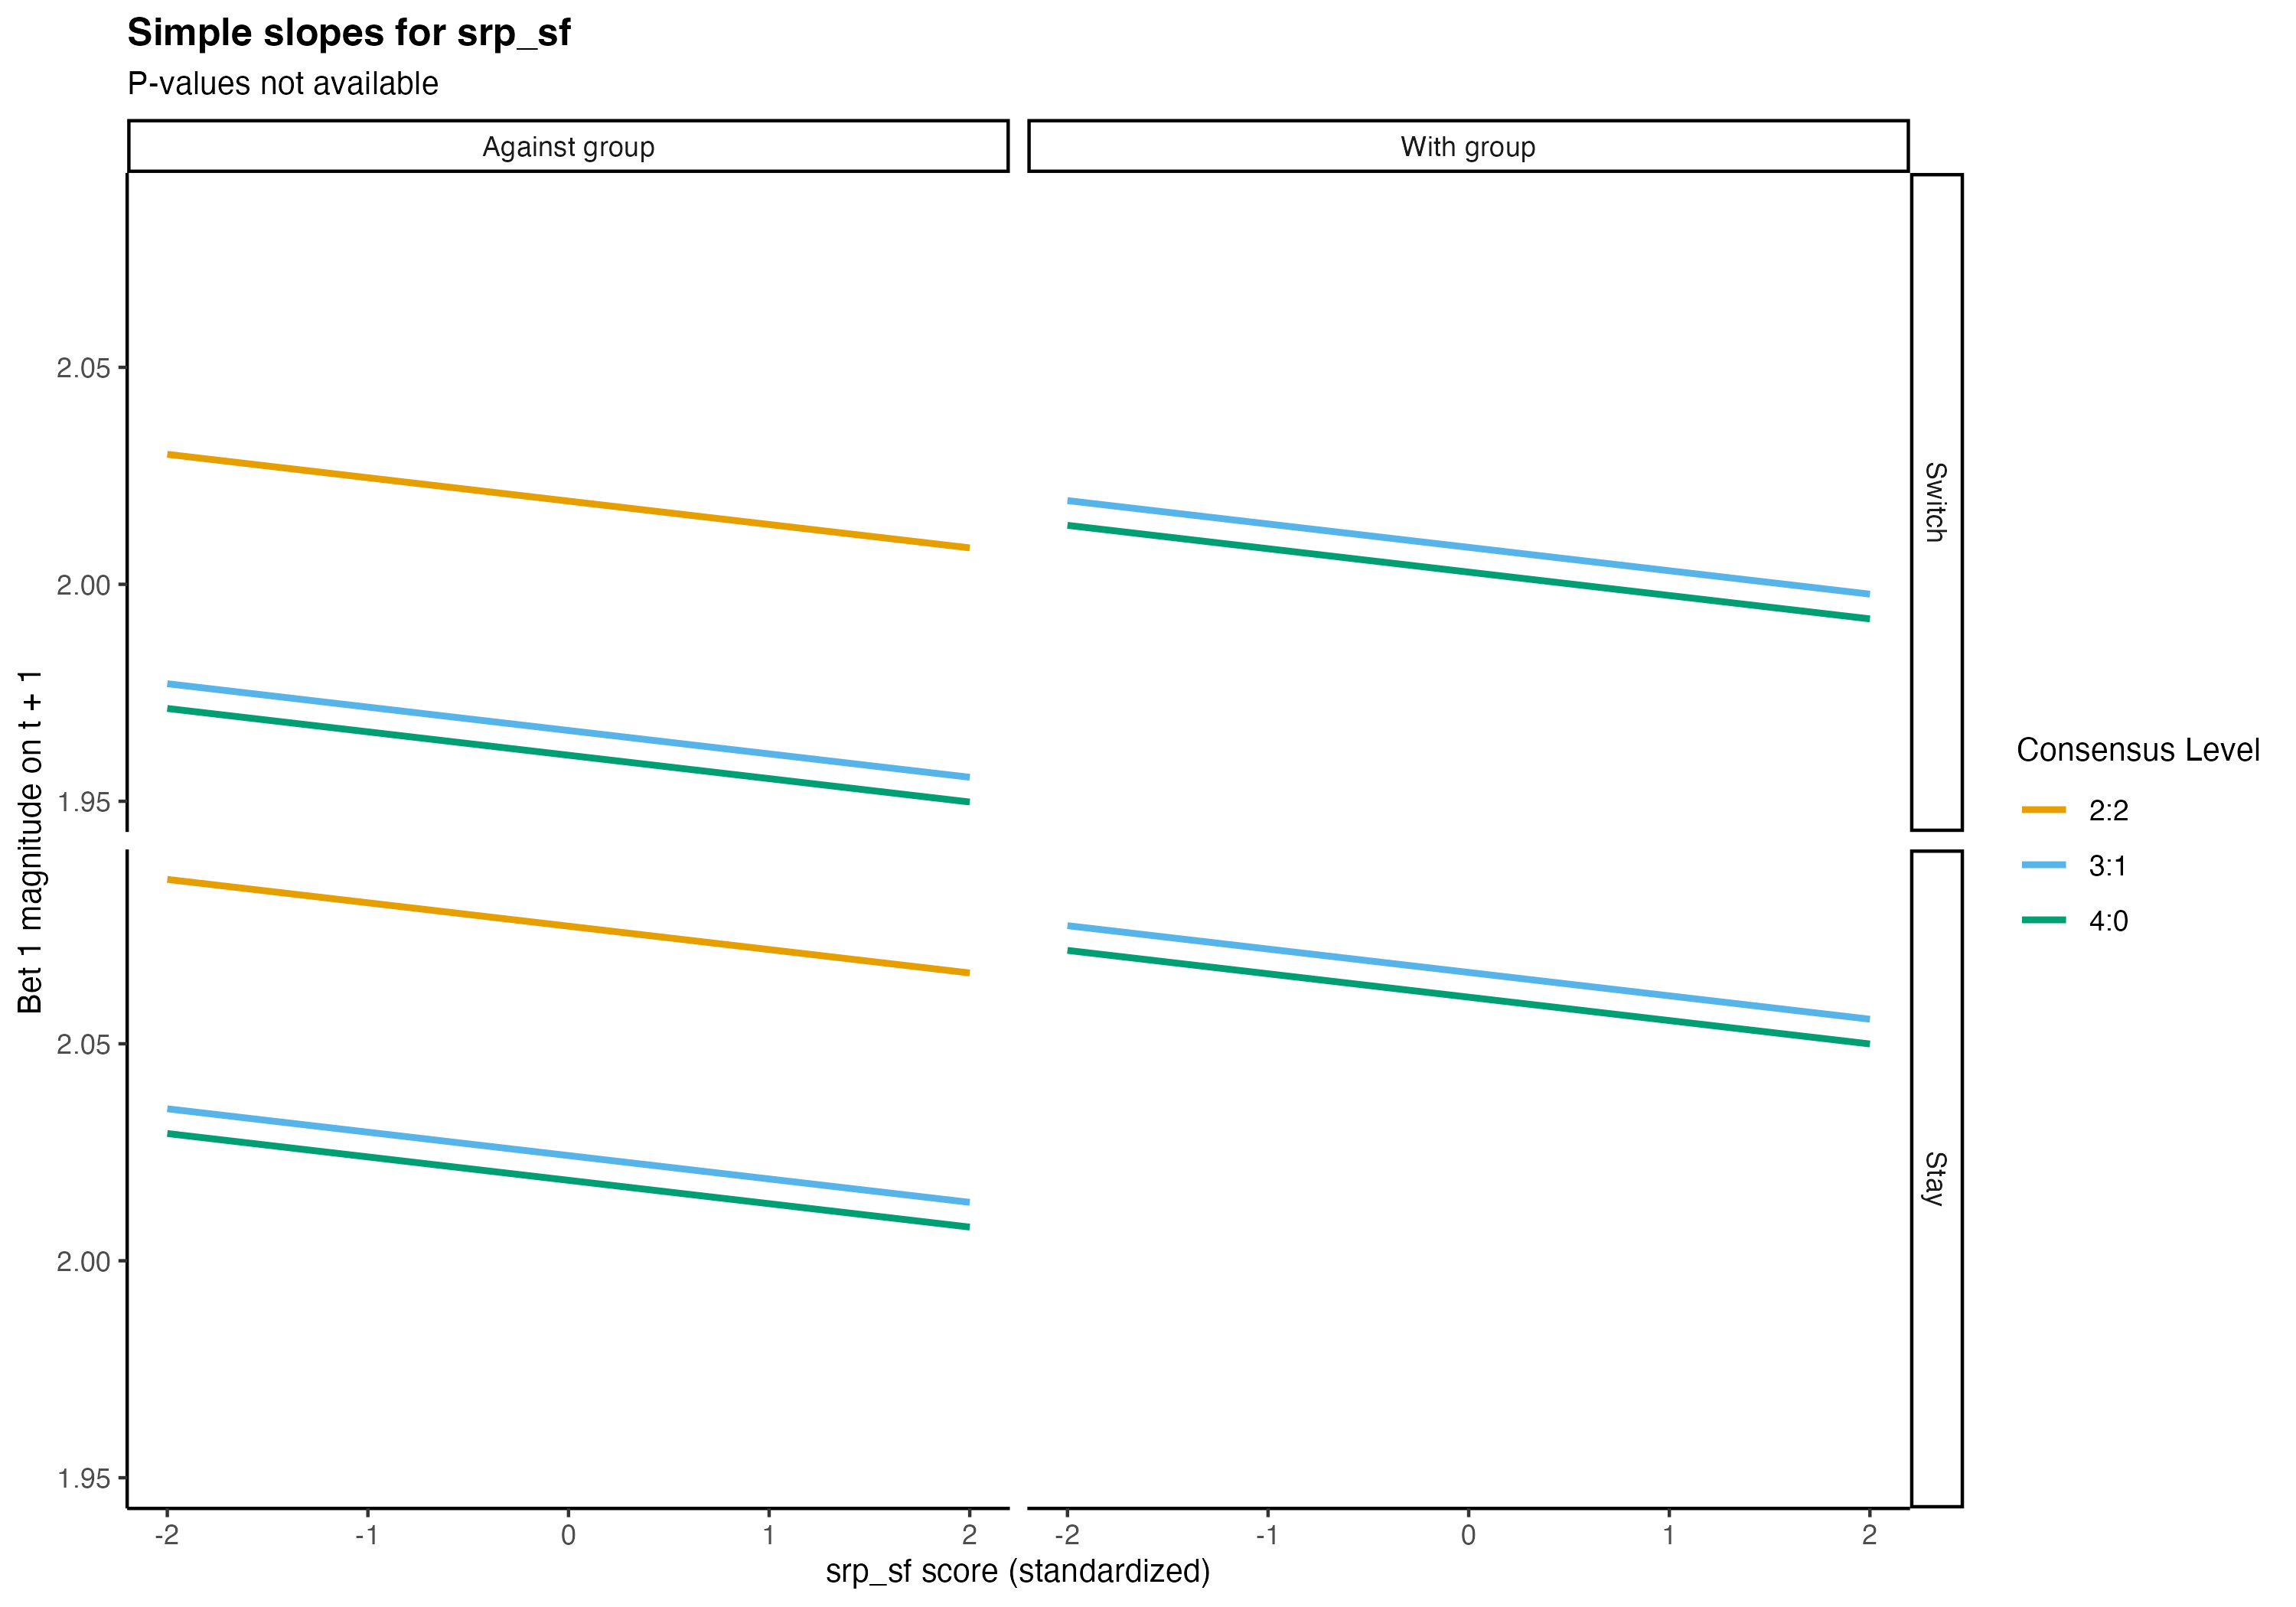 Simple slopes for srp_sf
P-values not available
Against group
With group
Switch
Stay
2.05
2.00
1.95
2.05
2.00
1.95
Bet 1 magnitude on t + 1
-2 -1 0 1 2
-2 -1 0 1 2
srp_sf score (standardized)
Consensus Level
2:2
3:1
4:0